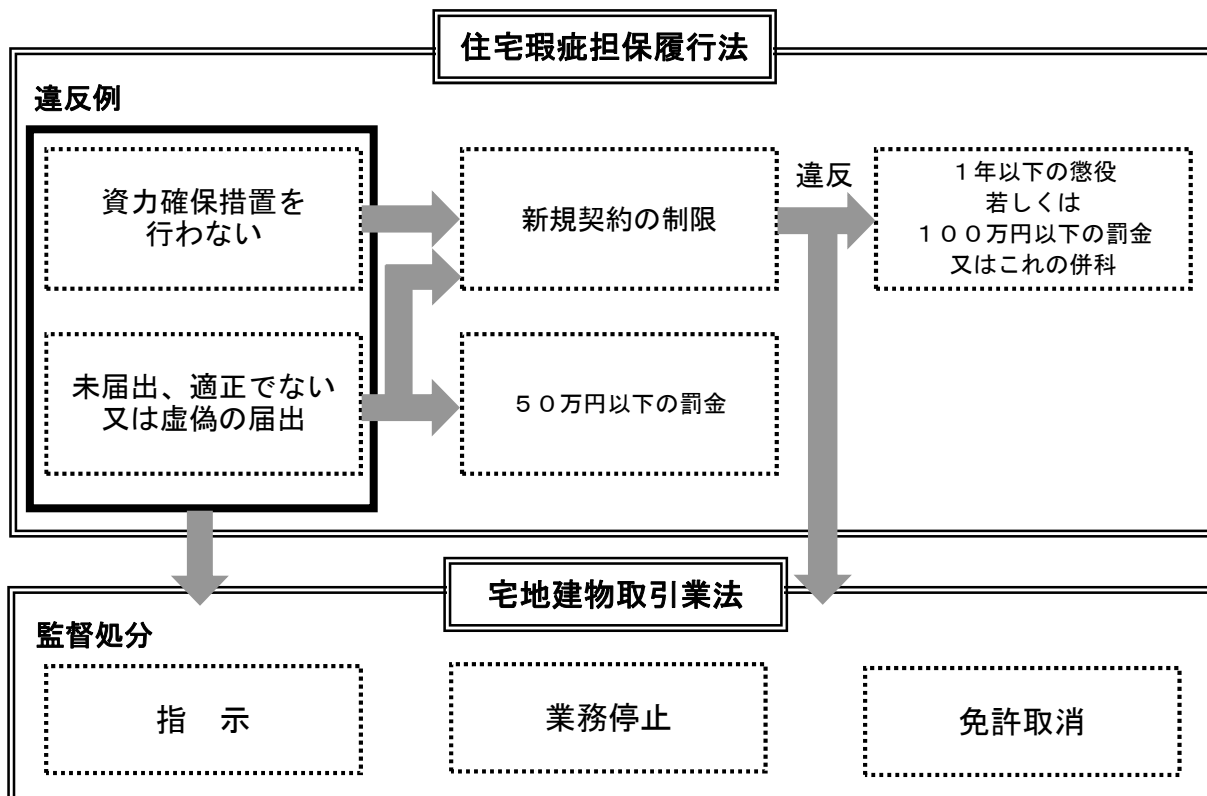 住宅瑕疵担保履行法
違反例
資力確保措置を
行わない
新規契約の制限
違反
１年以下の懲役
若しくは
１００万円以下の罰金
又はこれの併科
未届出、適正でない
又は虚偽の届出
５０万円以下の罰金
宅地建物取引業法
監督処分
指　示
業務停止
免許取消